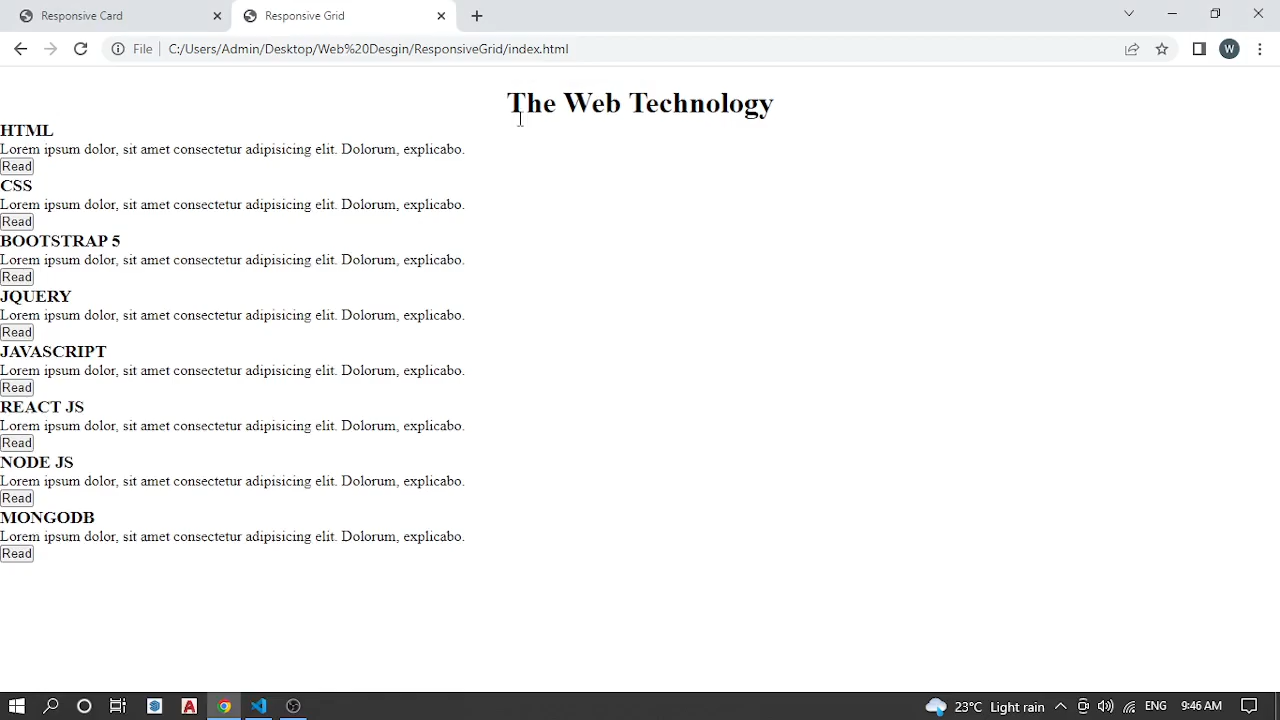 Responsive Card
Responsive Grid
File C:/Users/Admin/Desktop/Web%20Desgin/ResponsiveGrid/index.html
W
The Web Technology
HTML
Lorem ipsum dolor, sit amet consectetur adipisicing elit. Dolorum, explicabo.
Read
CSS
Lorem ipsum dolor, sit amet consectetur adipisicing elit. Dolorum, explicabo.
Read
BOOTSTRAP 5
Lorem ipsum dolor, sit amet consectetur adipisicing elit. Dolorum, explicabo.
Read
JQUERY
Lorem ipsum dolor, sit amet consectetur adipisicing elit. Dolorum, explicabo.
Read
JAVASCRIPT
Lorem ipsum dolor, sit amet consectetur adipisicing elit. Dolorum, explicabo.
Read
REACT JS
Lorem ipsum dolor, sit amet consectetur adipisicing elit. Dolorum, explicabo.
Read
NODE JS
Lorem ipsum dolor, sit amet consectetur adipisicing elit. Dolorum, explicabo.
Read
MONGODB
Lorem ipsum dolor, sit amet consectetur adipisicing elit. Dolorum, explicabo.
Read
A
23°C Light rain ENG 9:46 AM